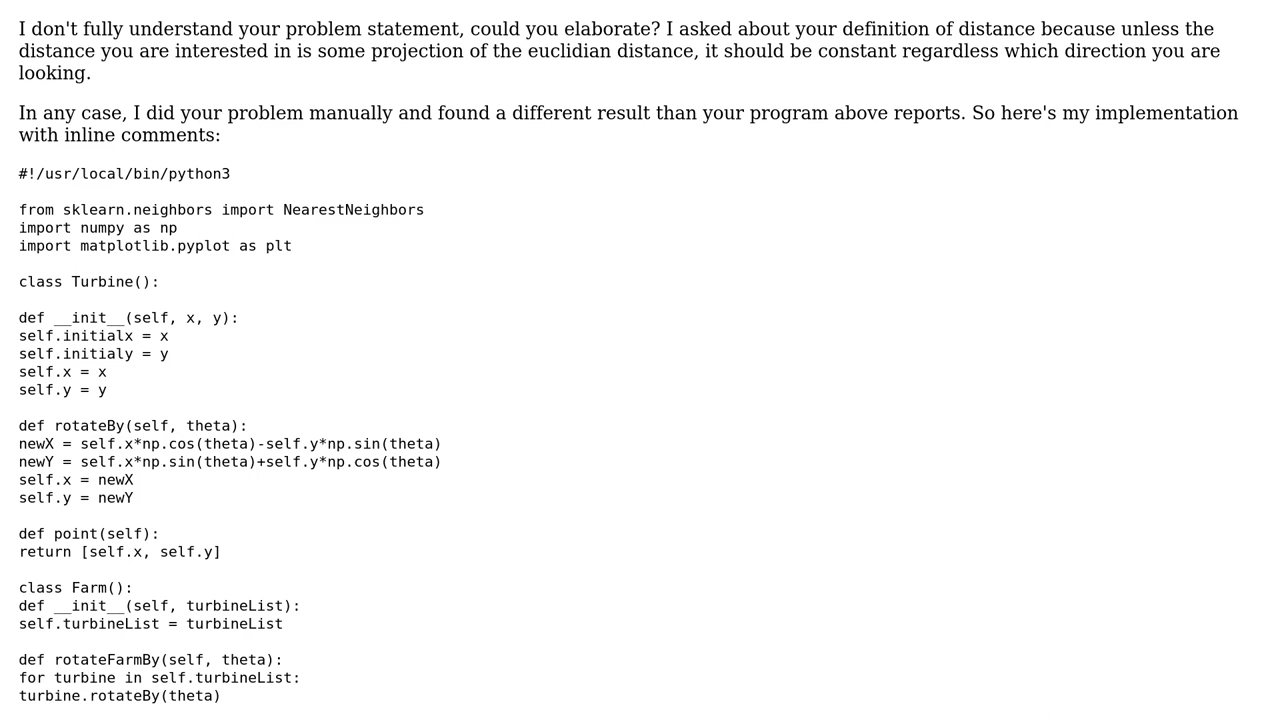 I don't fully understand your problem statement, could you elaborate? I asked about your definition of distance because unless the
distance you are interested in is some projection of the euclidian distance, it should be constant regardless which direction you are
looking.
In any case, I did your problem manually and found a different result than your program above reports. So here's my implementation
with inline comments:
#!/usr/local/bin/python3
from sklearn.neighbors import NearestNeighbors
import numpy as np
import matplotlib.pyplot as plt
class Turbine():
def __init__(self, x, y):
self.initialx = x
self.initialy = y
self.x = x
self.y = y
def rotateBy(self, theta):
newX = self.x*np.cos(theta)-self.y*np.sin(theta)
newY = self.x*np.sin(theta)+self.y*np.cos(theta)
self.x = newX
self.y = newY
def point(self):
return [self.x, self.y]
class Farm():
def __init__(self, turbineList):
self.turbineList = turbineList
def rotateFarmBy(self, theta):
for turbine in self.turbineList:
turbine.rotateBy(theta)